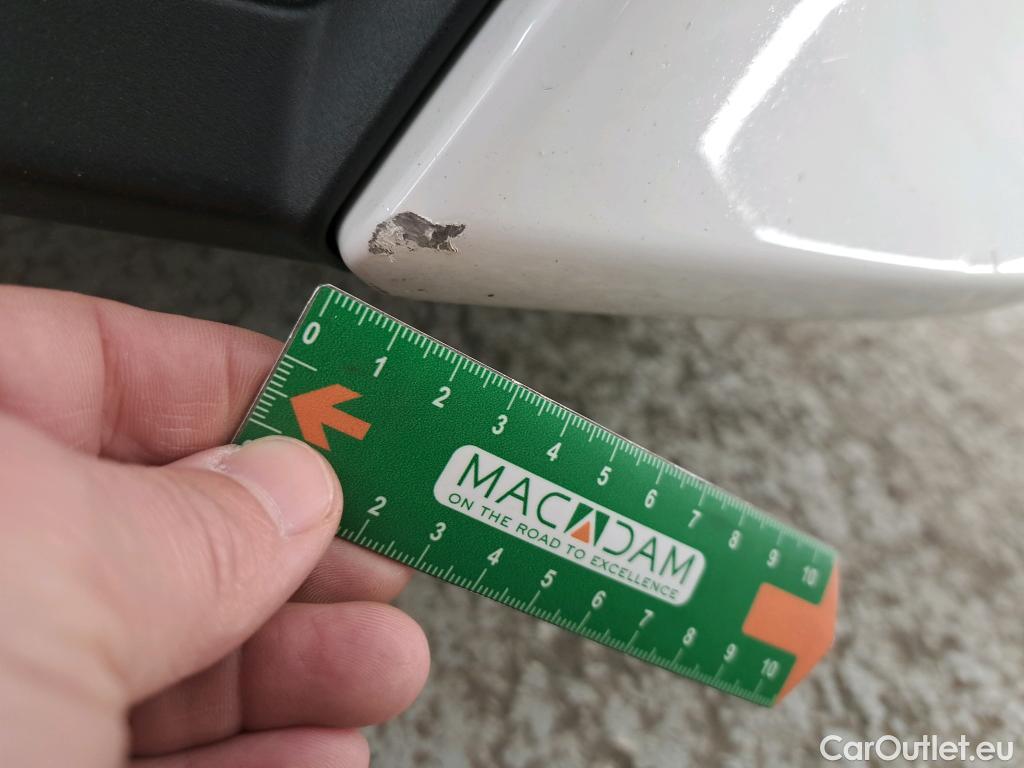 0 1 2 3 4 5 6 7 8 9 10
MACADAM
ON THE ROAD TO EXCELLENCE
2 3 4 5 6 7 8 9 10
CarOutlet.eu